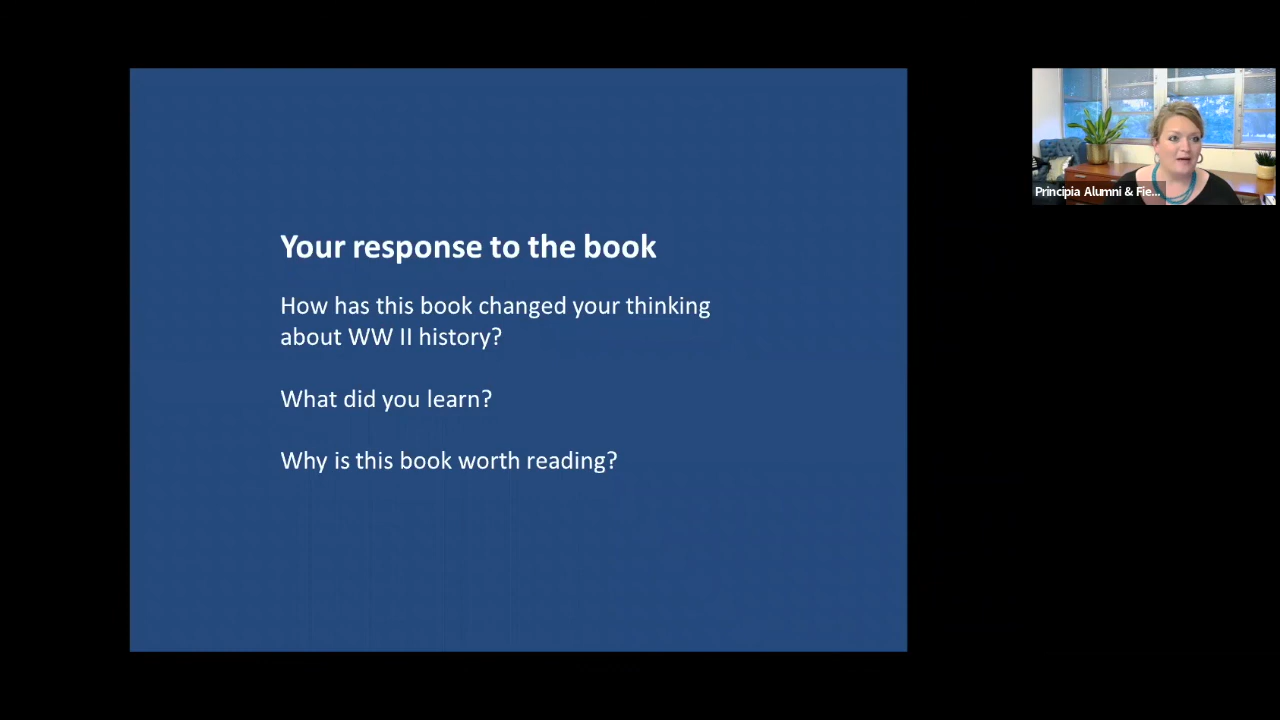 Your response to the book
How has this book changed your thinking
about WW II history?
What did you learn?
Why is this book worth reading?
Principia Alumni & Fie...